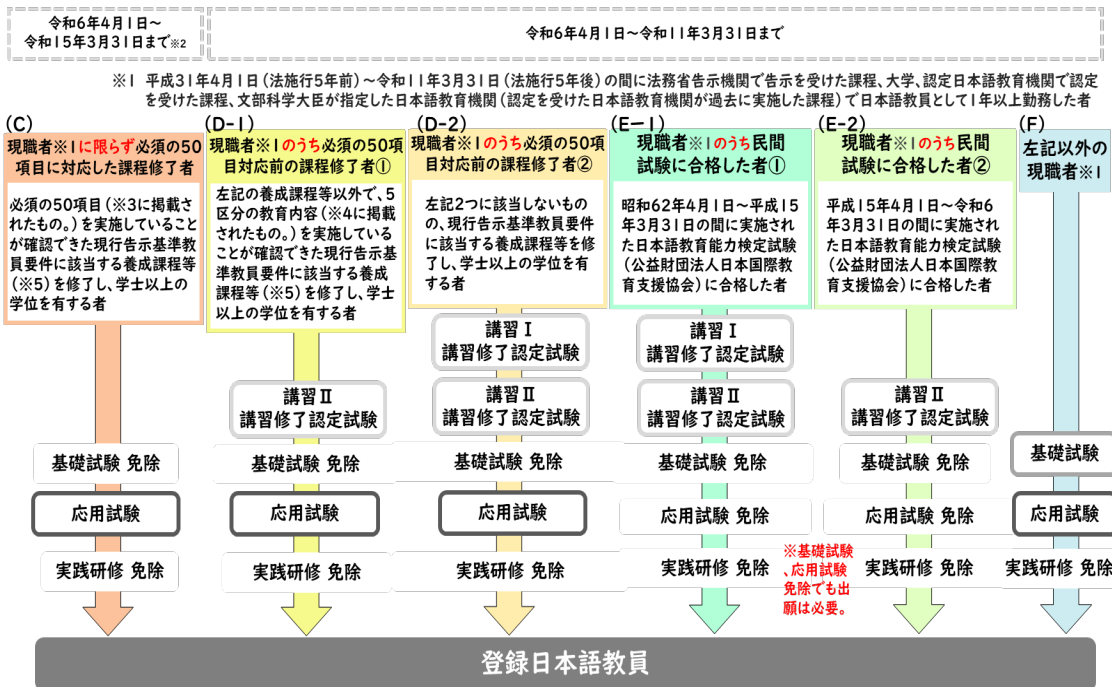 令和6年4月1日~
令和15年3月31日まで※2
令和6年4月1日~令和11年3月31日まで
※1 平成31年4月1日(法施行5年前)~令和11年3月31日(法施行5年後)の間に法務省告示機関で告示を受けた課程、大学、認定日本語教育機関で認定
を受けた課程、文部科学大臣が指定した日本語教育機関(認定を受けた日本語教育機関が過去に実施した課程)で日本語教員として1年以上勤務した者
(C)
現職者※1に限らず必須の50
項目に対応した課程修了者
必須の50項目(※3に掲載
されたもの。)を実施していること
が確認できた現行告示基準教
員要件に該当する養成課程等
(※5)を修了し、学士以上の
学位を有する者
基礎試験 免除
応用試験
実践研修 免除
(D-1)
現職者※1のうち必須の50項
目対応前の課程修了者①
左記の養成課程等以外で、5
区分の教育内容(※4に掲載
されたもの。)を実施しているこ
とが確認できた現行告示基
準教員要件に該当する養成
課程等(※5)を修了し、学士
以上の学位を有する者
講習Ⅱ
講習修了認定試験
基礎試験 免除
応用試験
実践研修 免除
(D-2)
現職者※1のうち必須の50項
目対応前の課程修了者②
左記2つに該当しないもの
の、現行告示基準教員要件
に該当する養成課程等を修
了し、学士以上の学位を有
する者
講習Ⅰ
講習修了認定試験
講習Ⅱ
講習修了認定試験
基礎試験 免除
応用試験
実践研修 免除
(E-1)
現職者※1のうち民間
試験に合格した者①
昭和62年4月1日~平成15
年3月31日の間に実施され
た日本語教育能力検定試験
(公益財団法人日本国際教
育支援協会)に合格した者
講習Ⅰ
講習修了認定試験
講習Ⅱ
講習修了認定試験
基礎試験 免除
応用試験 免除
実践研修 免除
※基礎試験
、応用試験
免除でも出
願は必要。
(E-2)
現職者※1のうち民間
試験に合格した者②
平成15年4月1日~令和6
年3月31日の間に実施され
た日本語教育能力検定試験
(公益財団法人日本国際教
育支援協会)に合格した者
講習Ⅱ
講習修了認定試験
基礎試験 免除
応用試験 免除
実践研修 免除
(F)
左記以外の
現職者※1
基礎試験
応用試験
実践研修 免除
登録日本語教員